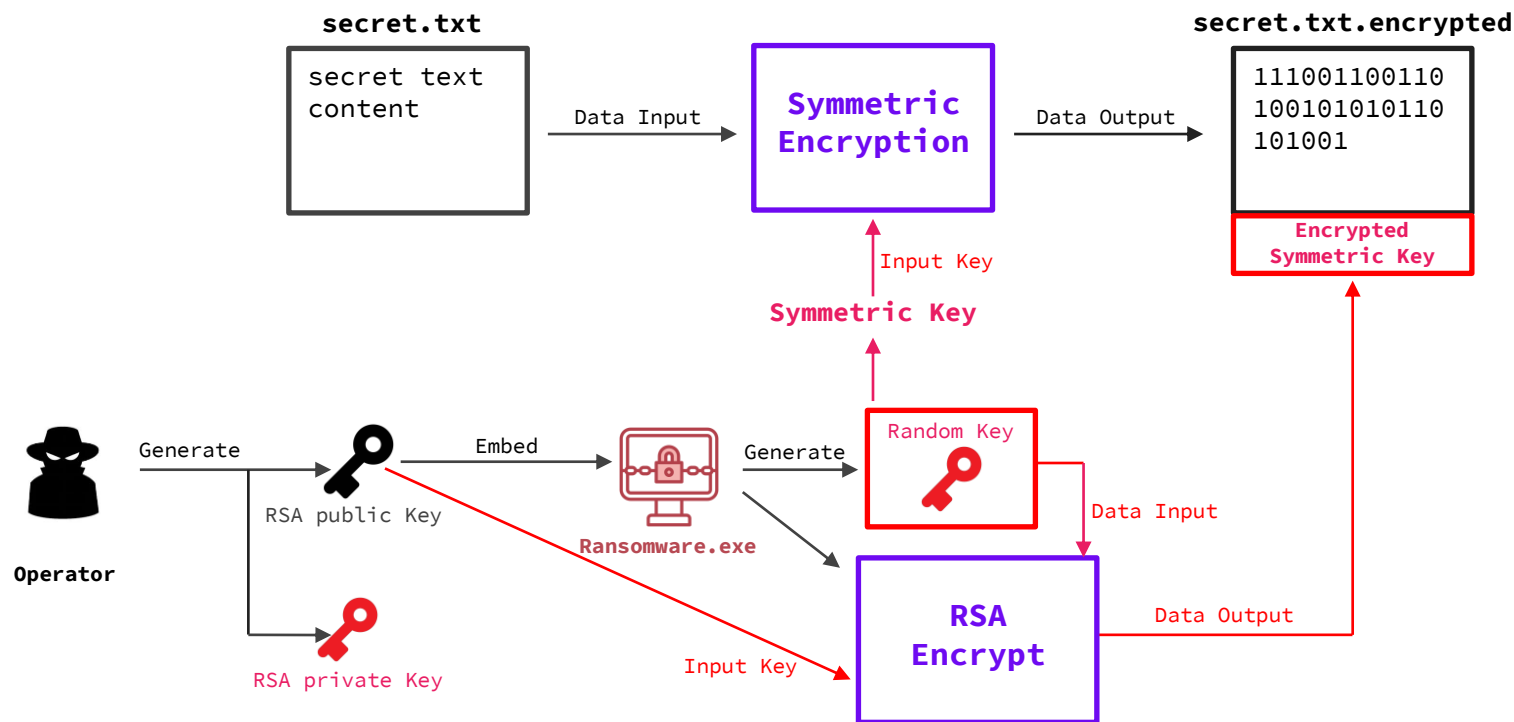 secret.txt
secret.txt.encrypted
secret text
content
Data Input
Symmetric
Encryption
Data Output
111001100110
100101010110
101001
Encrypted
Symmetric Key
Input Key
Symmetric Key
Generate
Embed
Generate
Random Key
RSA public Key
Ransomware.exe
Data Input
Operator
RSA
Encrypt
Data Output
Input Key
RSA private Key